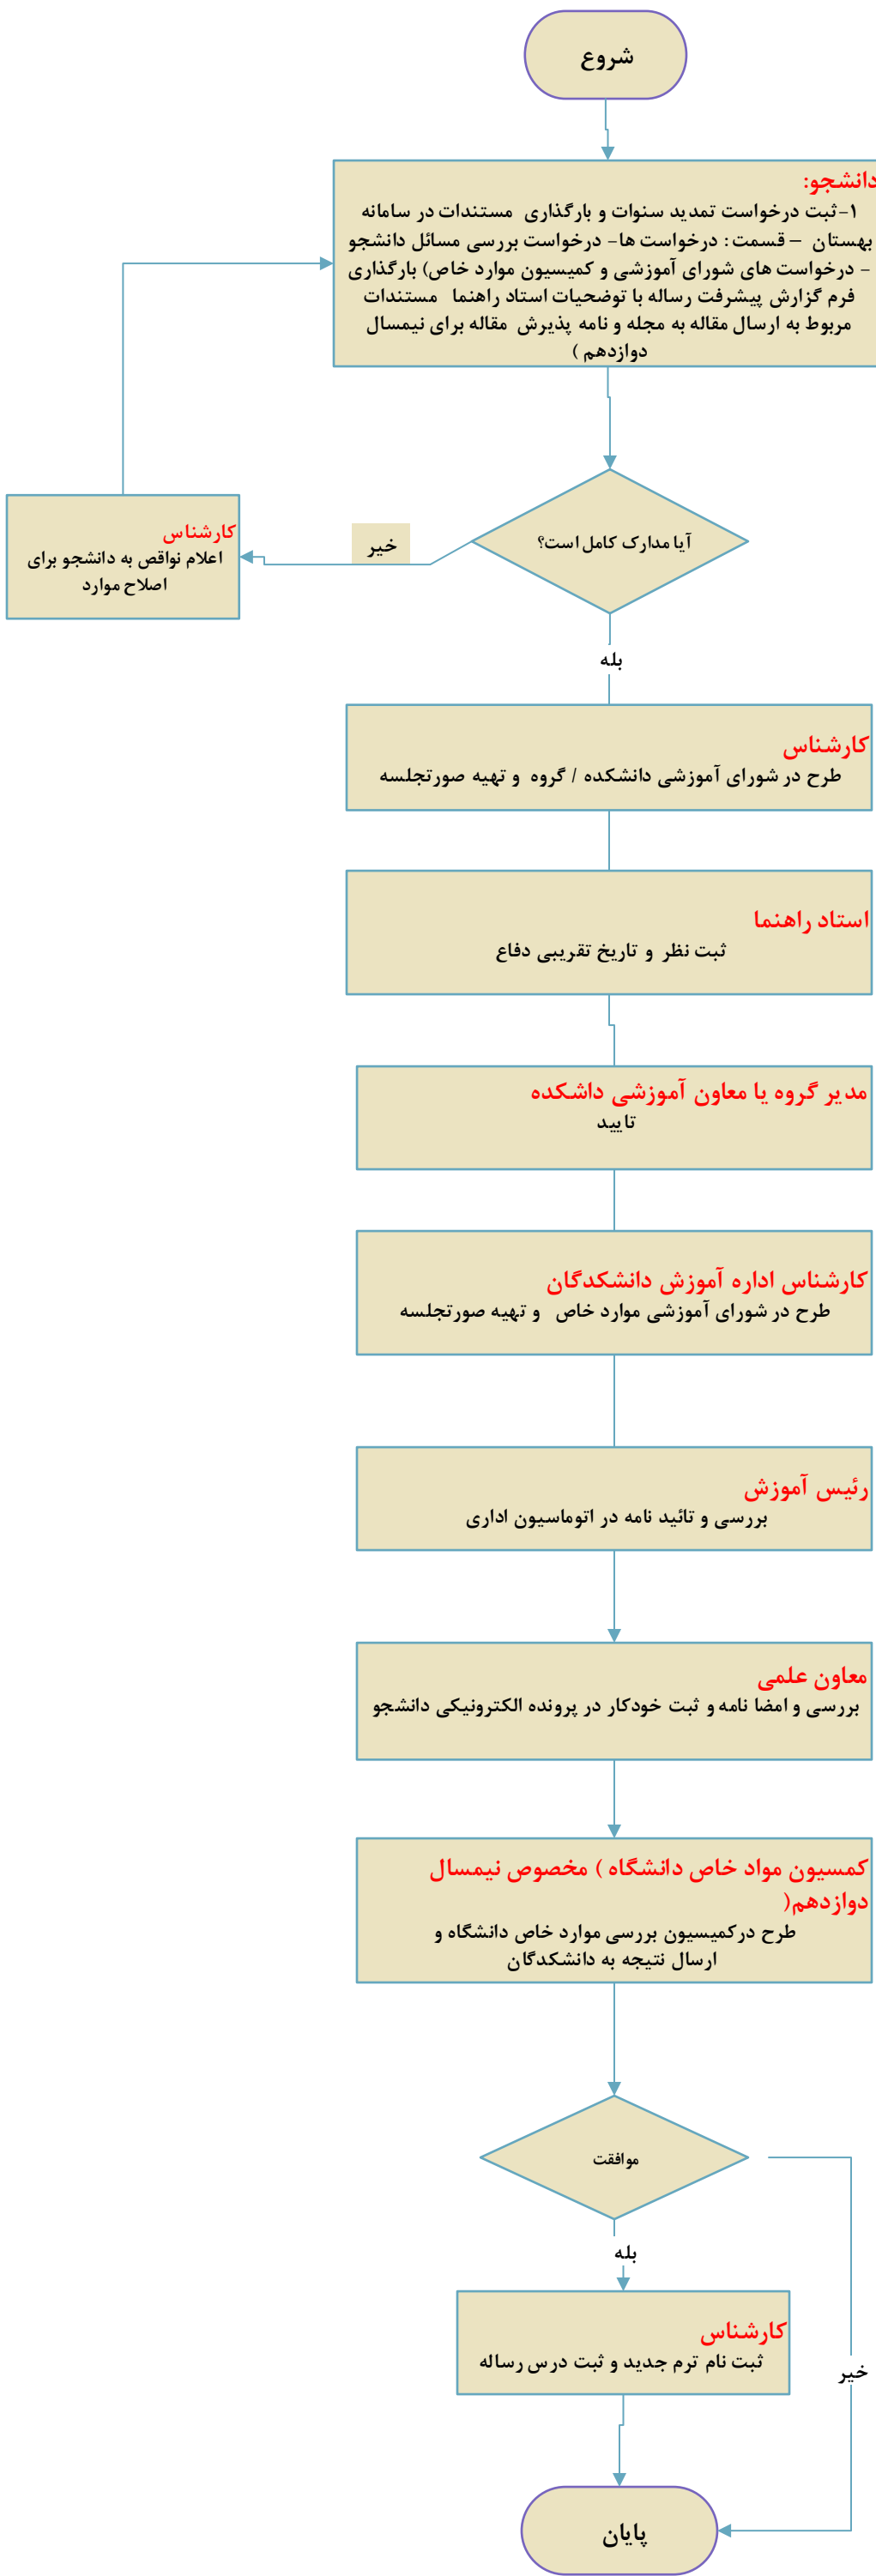 شروع
دانشجو:
۱-ثبت درخواست تمدید سنوات و بارگذاری مستندات در سامانه
بهستان – قسمت: درخواست ها- درخواست بررسی مسائل دانشجو
- درخواست های شورای آموزشی و کمیسیون موارد خاص) بارگذاری
فرم گزارش پیشرفت رساله با توضحیات استاد راهنما مستندات
مربوط به ارسال مقاله به مجله و نامه پذیرش مقاله برای نیمسال
دوازدهم )
آیا مدارک کامل است؟
خیر
کارشناس
اعلام نواقص به دانشجو برای
اصلاح موارد
بله
کارشناس
طرح در شورای آموزشی دانشکده / گروه و تهیه صورتجلسه
استاد راهنما
ثبت نظر و تاریخ تقریبی دفاع
مدیر گروه یا معاون آموزشی داشکده
تایید
کارشناس اداره آموزش دانشکدگان
طرح در شورای آموزشی موارد خاص و تهیه صورتجلسه
رئیس آموزش
بررسی و تائید نامه در اتوماسیون اداری
معاون علمی
بررسی و امضا نامه و ثبت خودکار در پرونده الکترونیکی دانشجو
کمسیون مواد خاص دانشگاه ) مخصوص نیمسال
دوازدهم(
طرح درکمیسیون بررسی موارد خاص دانشگاه و
ارسال نتیجه به دانشکدگان
موافقت
بله
کارشناس
ثبت نام ترم جدید و ثبت درس رساله
خیر
پایان